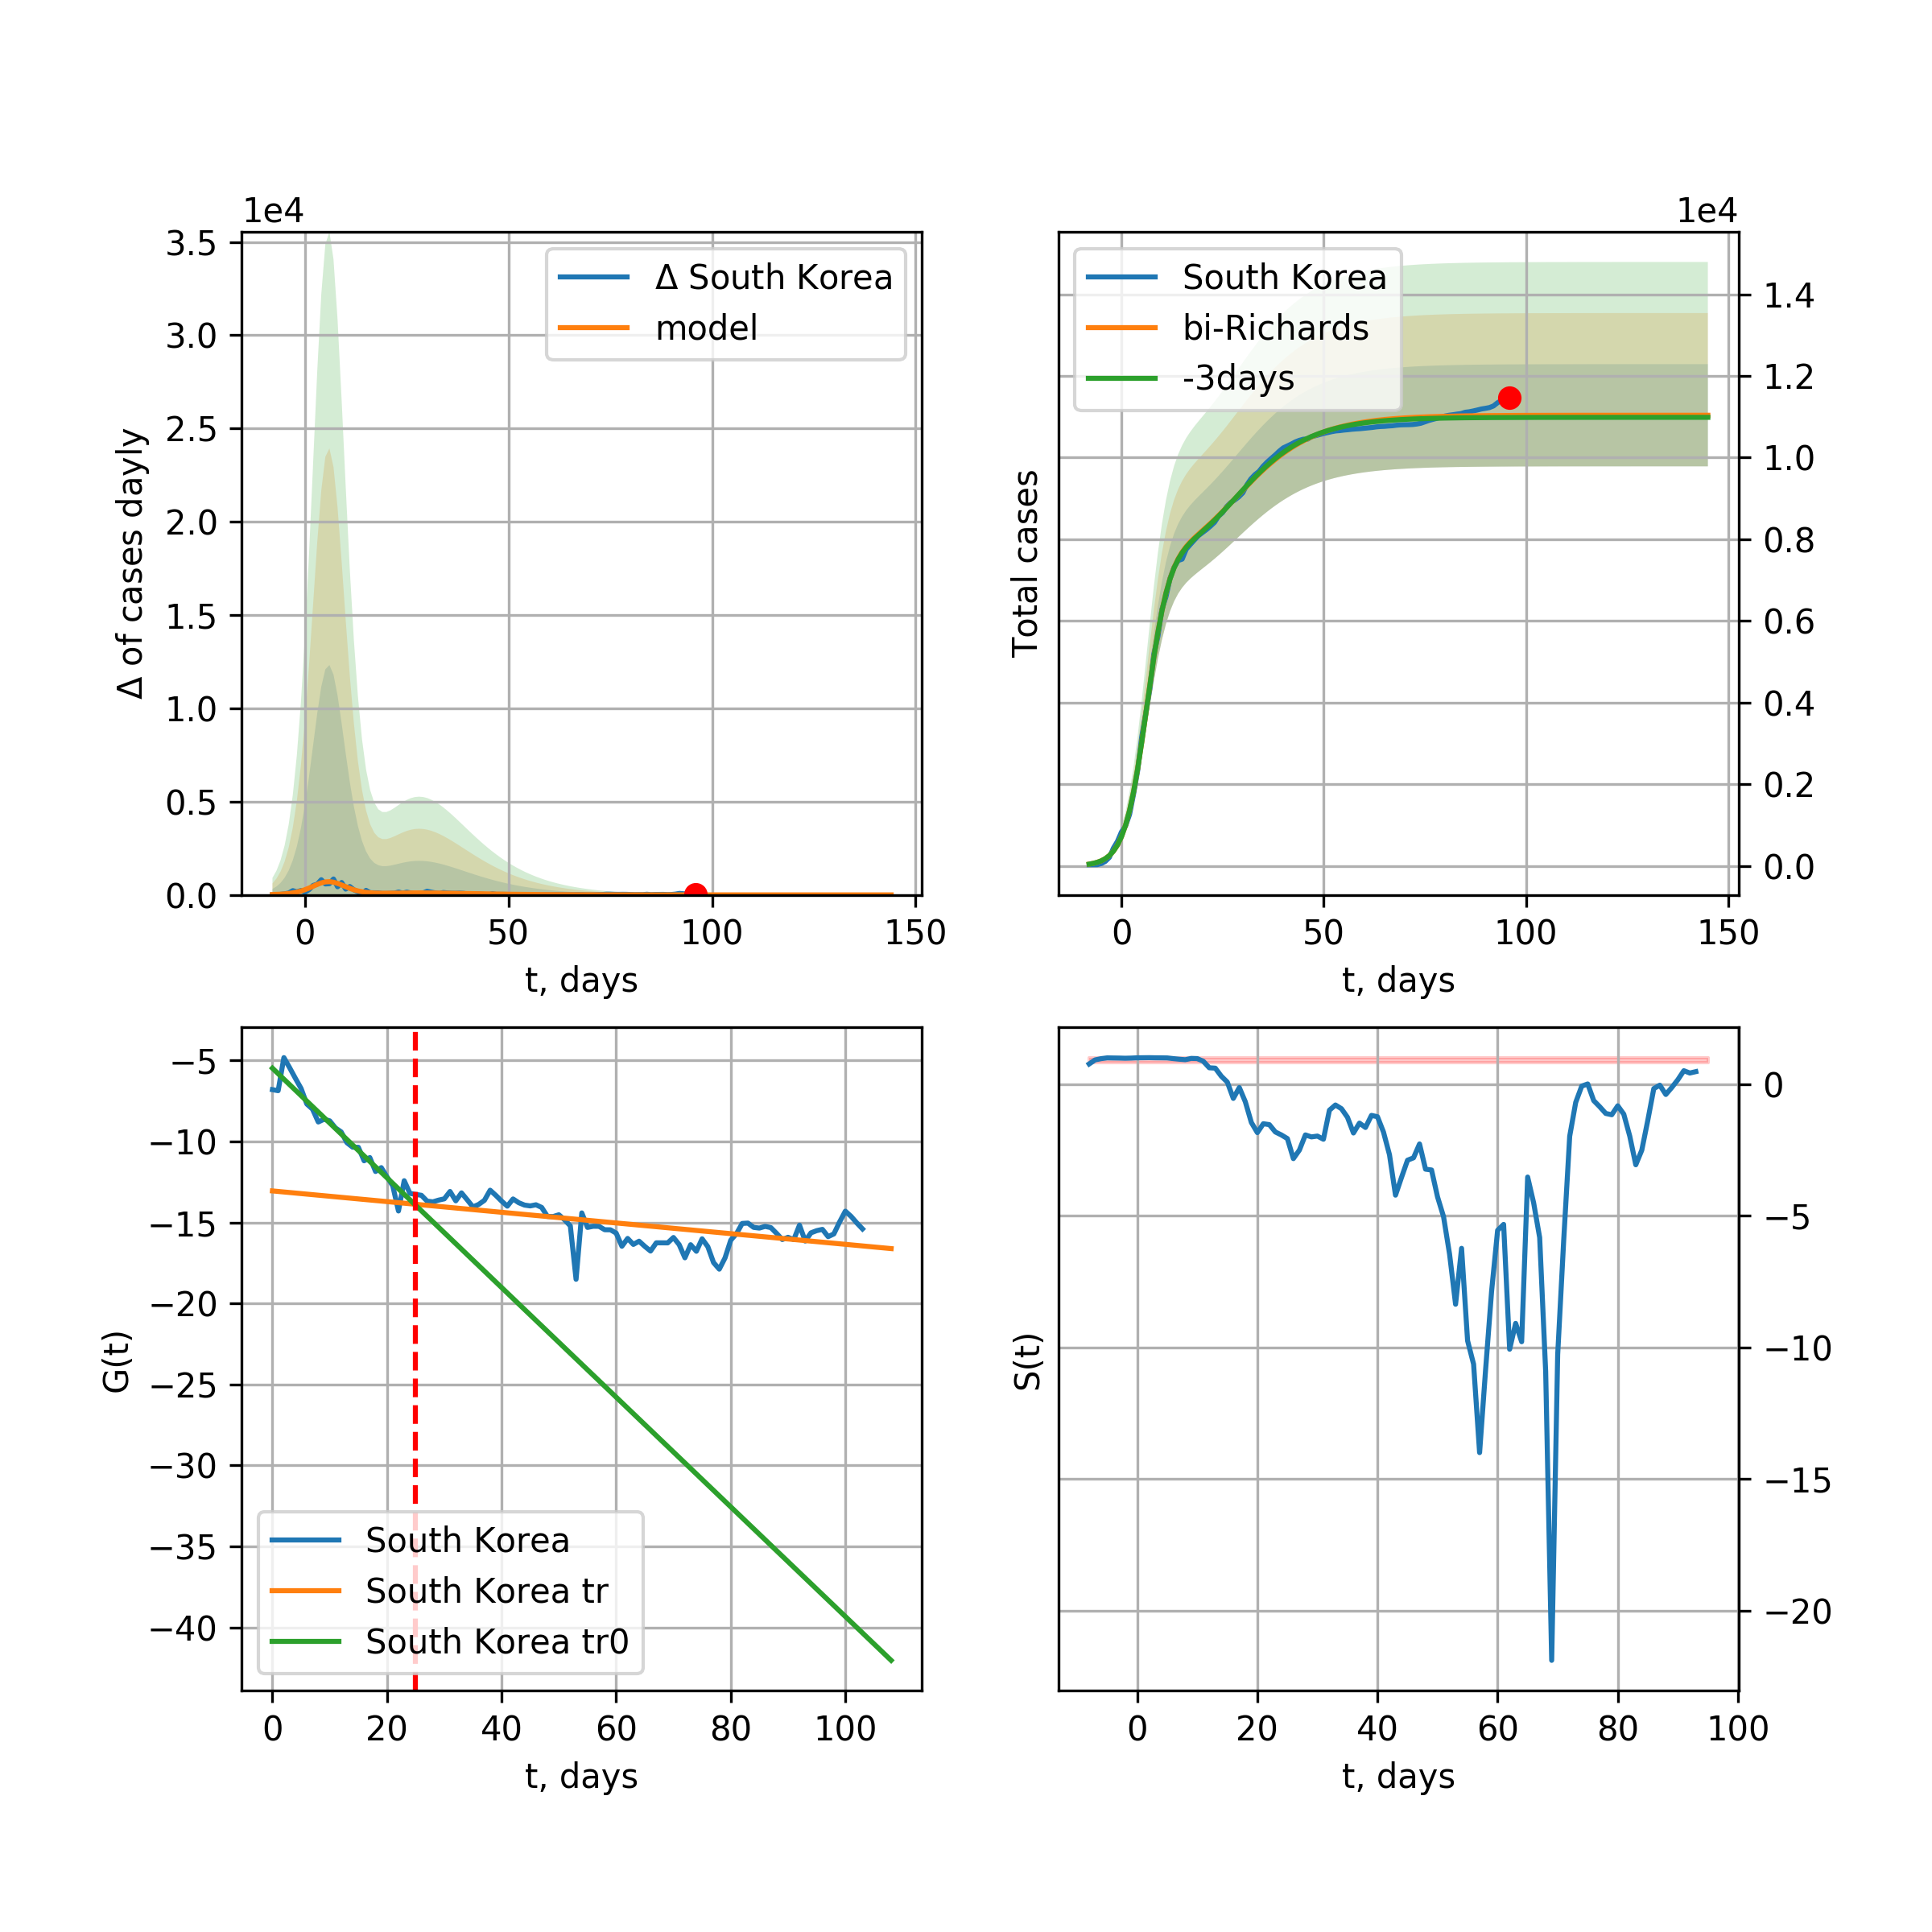 1e4
3.5
3.0
2.5
2.0
1.5
1.0
0.5
0.0
Δ of cases dayly
Δ South Korea
model
0 50 100 150
t, days
1e4
South Korea
bi-Richards
-3days
Total cases
1.4
1.2
1.0
0.8
0.6
0.4
0.2
0.0
0 50 100 150
t, days
−5
−10
−15
−20
−25
−30
−35
−40
G(t)
South Korea
South Korea tr
South Korea tr0
0 20 40 60 80 100
t, days
S(t)
0
−5
−10
−15
−20
0 20 40 60 80 100
t, days